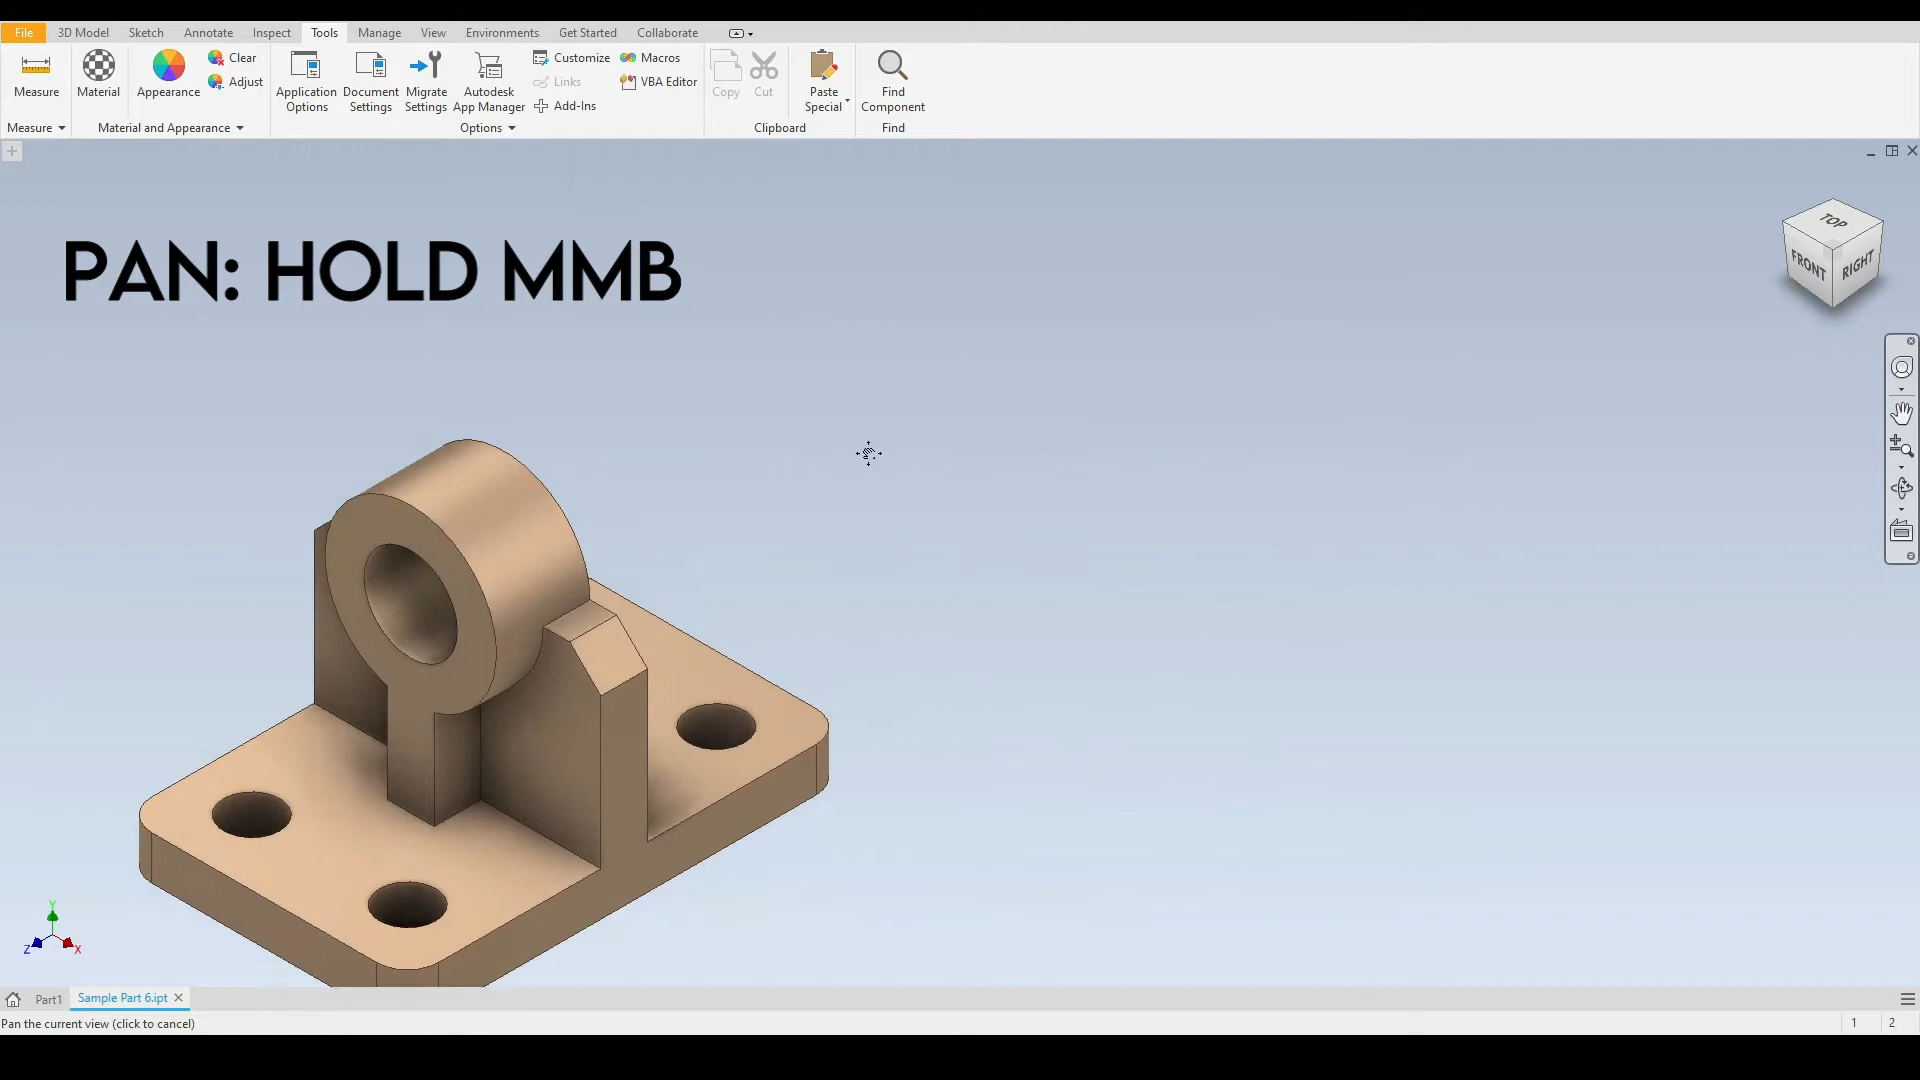 File 3D Model Sketch Annotate Inspect Tools Manage View Environments Get Started Collaborate
Measure
Material
Appearance
Clear
Adjust
Application
Options
Document
Settings
Migrate
Settings
Autodesk
App Manager
Customize
Links
Add-Ins
Macros
VBA Editor
Copy
Cut
Paste
Special
Find
Component
Measure
Material and Appearance
Options
Clipboard
Find
PAN: HOLD MMB
TOP
FRONT
RIGHT
Y
Z
X
Part1
Sample Part 6.ipt
Pan the current view (click to cancel)
1
2